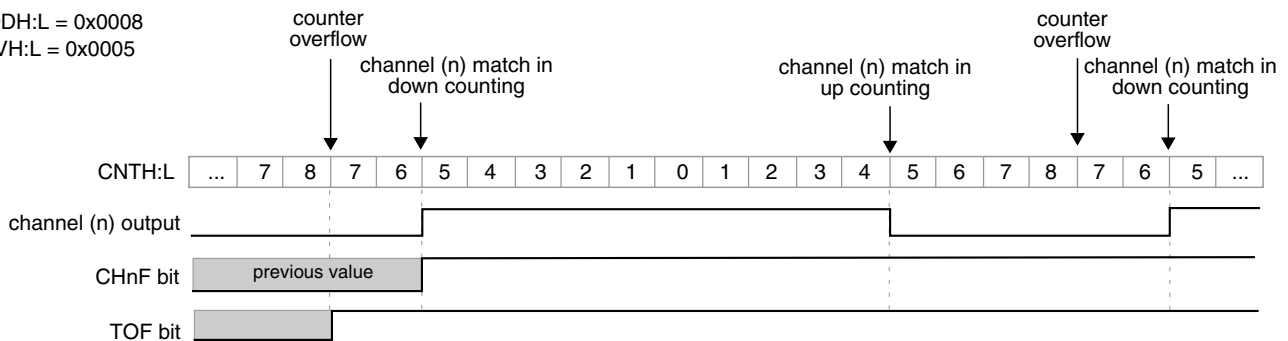 DH:L = 0x0008
VH:L = 0x0005
counter
overflow
channel (n) match in
down counting
channel (n) match in
up counting
counter
overflow
channel (n) match in
down counting
CNTH:L ... 7 8 7 6 5 4 3 2 1 0 1 2 3 4 5 6 7 8 7 6 5 ...
channel (n) output
CHnF bit previous value
TOF bit